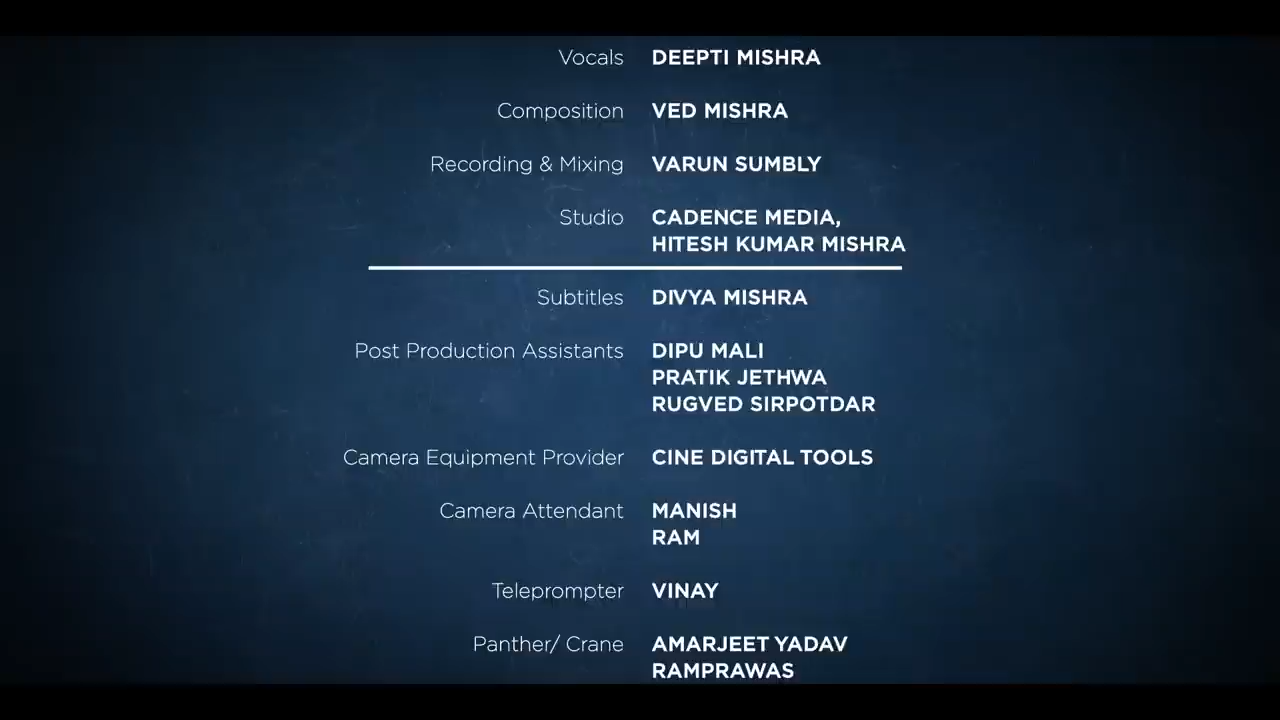 Vocals DEEPTI MISHRA
Composition VED MISHRA
Recording & Mixing VARUN SUMBLY
Studio CADENCE MEDIA,
HITESH KUMAR MISHRA
Subtitles DIVYA MISHRA
Post Production Assistants DIPU MALI
PRATIK JETHWA
RUGVED SIRPOTDAR
Camera Equipment Provider CINE DIGITAL TOOLS
Camera Attendant MANISH
RAM
Teleprompter VINAY
Panther/ Crane AMARJEET YADAV
RAMPRAWAS